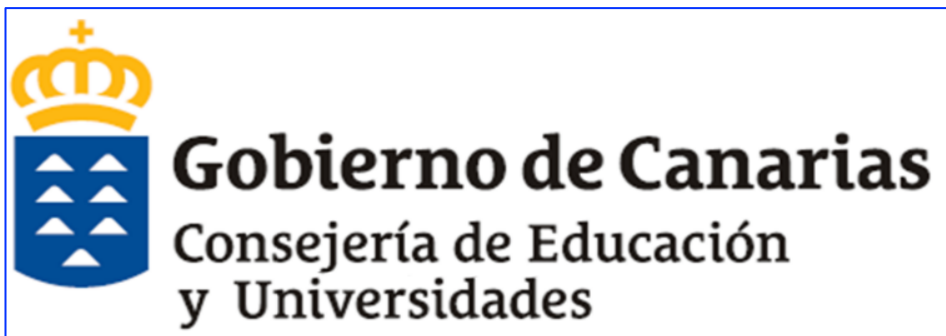 Gobierno de Canarias
Consejería de Educación
y Universidades